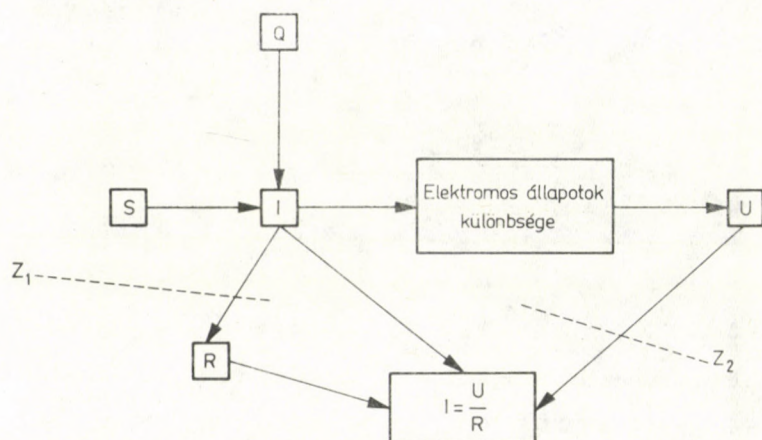 Q
S
I
Elektromos állapotok
különbsége
U
Z₁
R
Z₂
I = U/R